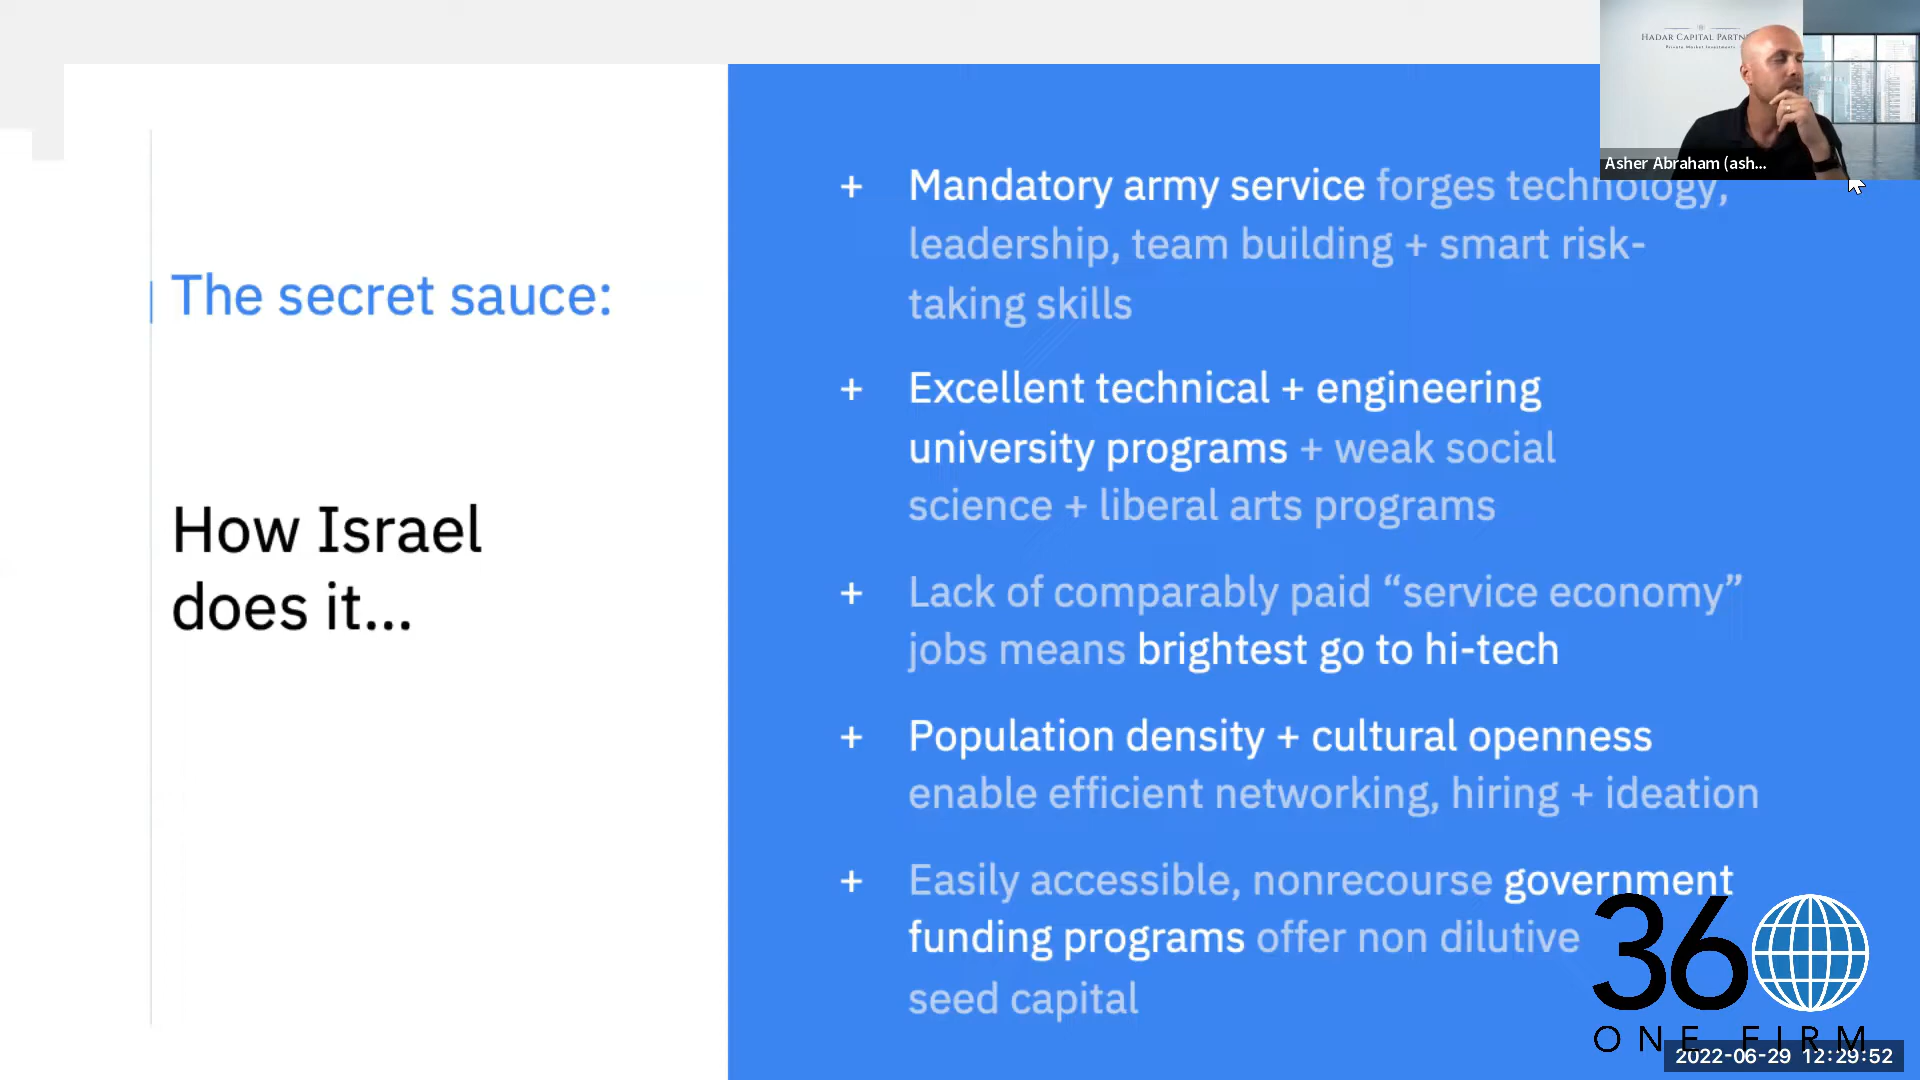 HADAR CAPITAL PARTN
Private Market Investments
Asher Abraham (ash...
The secret sauce:
How Israel
does it...
+ Mandatory army service forges technology,
leadership, team building + smart risk-
taking skills
+ Excellent technical + engineering
university programs + weak social
science + liberal arts programs
+ Lack of comparably paid “service economy”
jobs means brightest go to hi-tech
+ Population density + cultural openness
enable efficient networking, hiring + ideation
+ Easily accessible, nonrecourse government
funding programs offer non dilutive
seed capital
360
ONE FIRM
2022-06-29 12:29:52